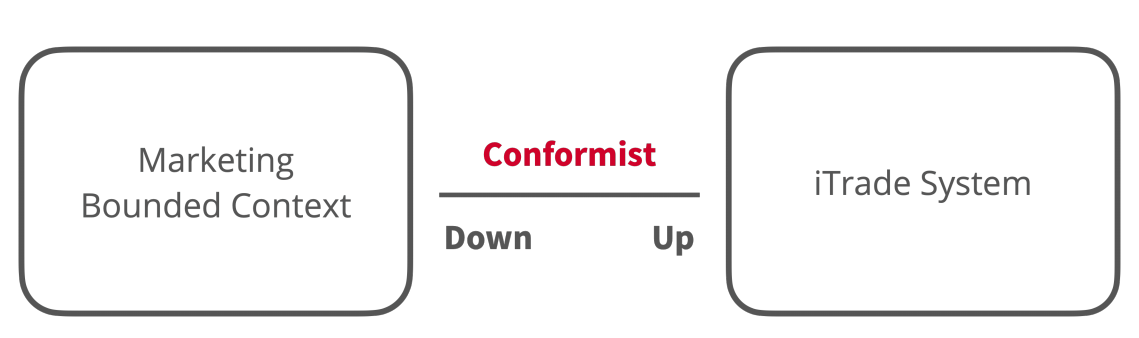 Marketing
Bounded Context
Conformist
Down
Up
iTrade System